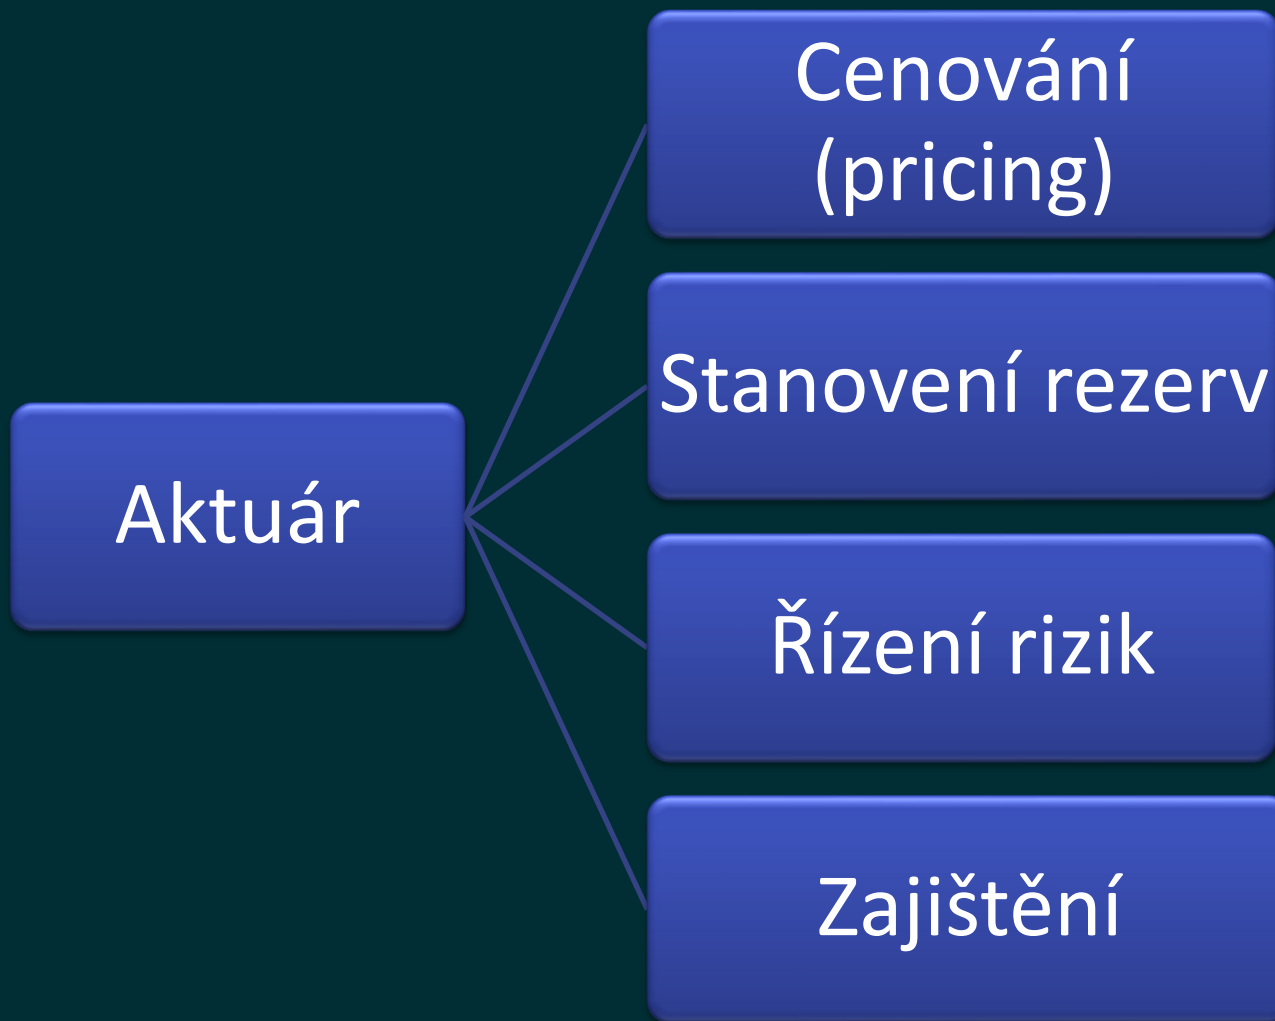 Aktuár
Cenování
(pricing)
Stanovení rezerv
Řízení rizik
Zajištění